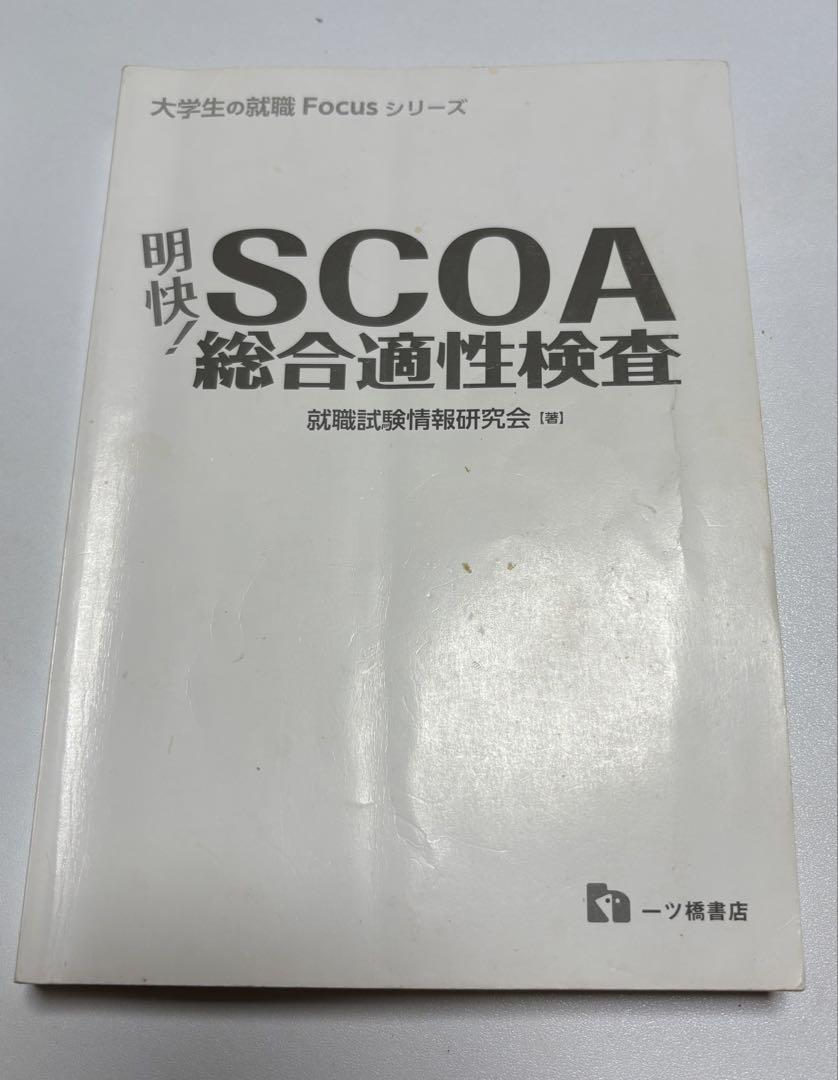 大学生の就職 Focus シリーズ
明快!
SCOA
総合適性検査
就職試験情報研究会【著】
一ツ橋書店